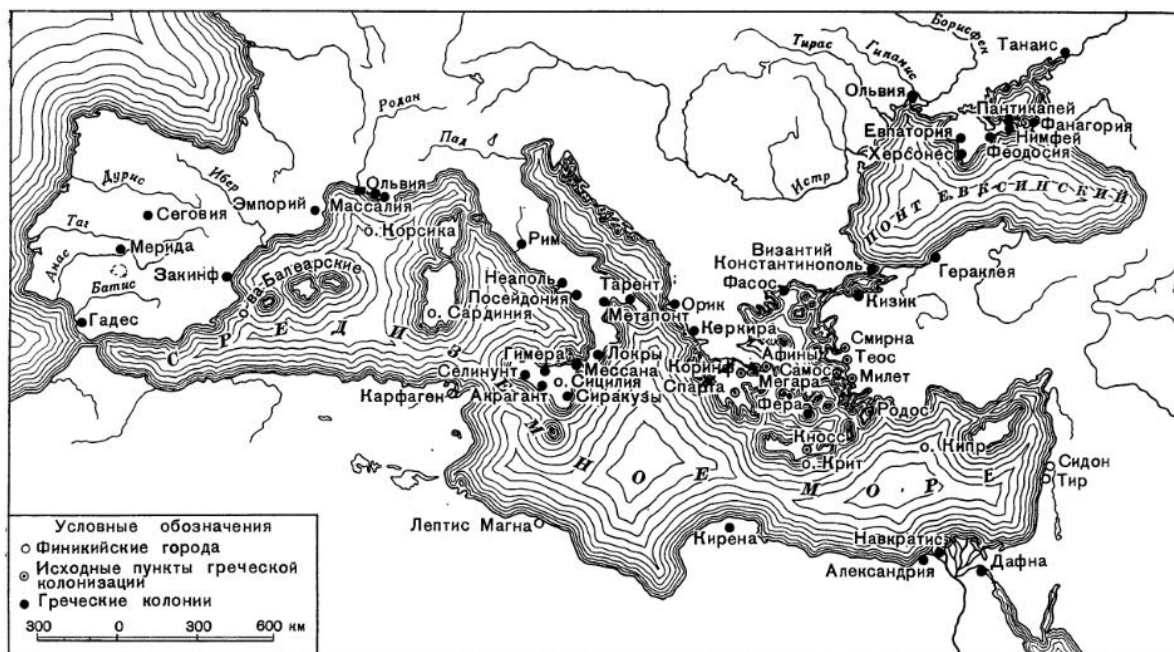 Борисфен
Танаис
Тирас
Гипанис
Ольвия
Пантикапей
Фанагория
Нимфей
Евпатория
Херсонес
Феодосия
Родан
Пад
Истр
ПОНТ ЕВКСИНСКИЙ
Дурис
Ибер
Ольвия
Эмпорий
Массалия
Сеговия
о. Корсика
Таг
Мерида
Рим
Анас
Закинф
о-ва Балеарские
Батис
Гадес
Византий
Константинополь
Гераклея
Фасос
Кизик
Неаполь
Тарент
Посейдония
Метапонт
Орик
о. Сардиния
Керкира
Смирна
Теос
Афины
Гимера
Локры
Коринф
Самос
Мессана
Милет
Селинунт
о. Сицилия
Спарта
Мегара
Карфаген
Акрагант
Сиракузы
Фера
Родос
СРЕДИЗЕМНОЕ МОРЕ
Кносс
о. Крит
о. Кипр
Сидон
Тир
Лептис Магна
Кирена
Навкратис
Александрия
Дафна
Условные обозначения
Финикийские города
Исходные пункты греческой
колонизации
Греческие колонии
300 0 300 600 км